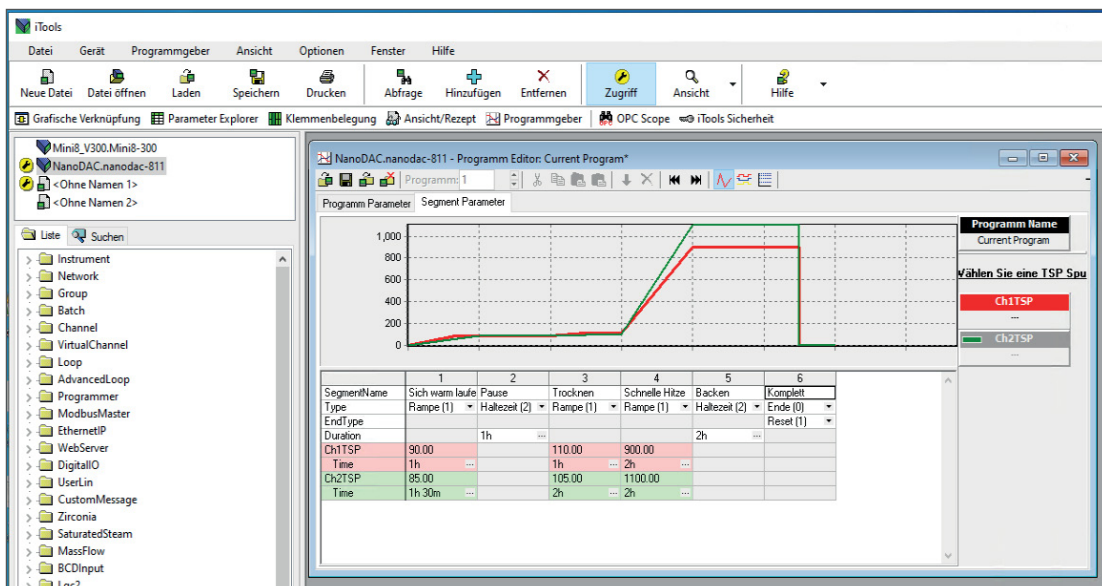 iTools
Datei Gerät Programmgeber Ansicht Optionen Fenster Hilfe
Neue Datei Datei öffnen Laden Speichern Drucken Abfrage Hinzufügen Entfernen Zugriff Ansicht Hilfe
Grafische Verknüpfung Parameter Explorer Klemmenbelegung Ansicht/Rezept Programmgeber OPC Scope iTools Sicherheit
Mini8_V300.Mini8-300
NanoDAC.nanodac-811
<Ohne Namen 1>
<Ohne Namen 2>
Liste Suchen
Instrument
Network
Group
Batch
Channel
VirtualChannel
Loop
AdvancedLoop
Programmer
ModbusMaster
EthernetIP
WebServer
DigitalIO
UserLin
CustomMessage
Zirconia
SaturatedSteam
MassFlow
BCDInput
Lgc2
NanoDAC.nanodac-811 - Programm Editor: Current Program*
Programm: 1
Programm Parameter Segment Parameter
1,000
800
600
400
200
0
Programm Name
Current Program
Wählen Sie eine TSP Spu
Ch1TSP
---
Ch2TSP
---
1 2 3 4 5 6
SegmentName Sich warm laufe Pause Trocknen Schnelle Hitze Backen Komplett
Type Rampe (1) Haltezeit (2) Rampe (1) Rampe (1) Haltezeit (2) Ende (0)
EndType Reset (1)
Duration 1h ... 2h ...
Ch1TSP 90.00 110.00 900.00
Time 1h ... 1h ... 2h ...
Ch2TSP 85.00 105.00 1100.00
Time 1h 30m ... 2h ... 2h ...